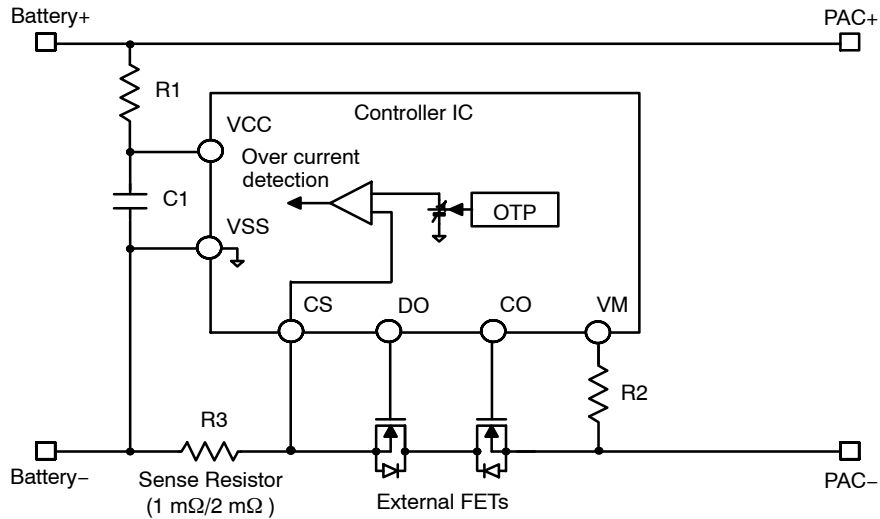 Battery+
PAC+
R1
Controller IC
VCC
Over current
detection
C1
OTP
VSS
CS
DO
CO
VM
R2
R3
Battery−
Sense Resistor
(1 mΩ/2 mΩ )
External FETs
PAC−